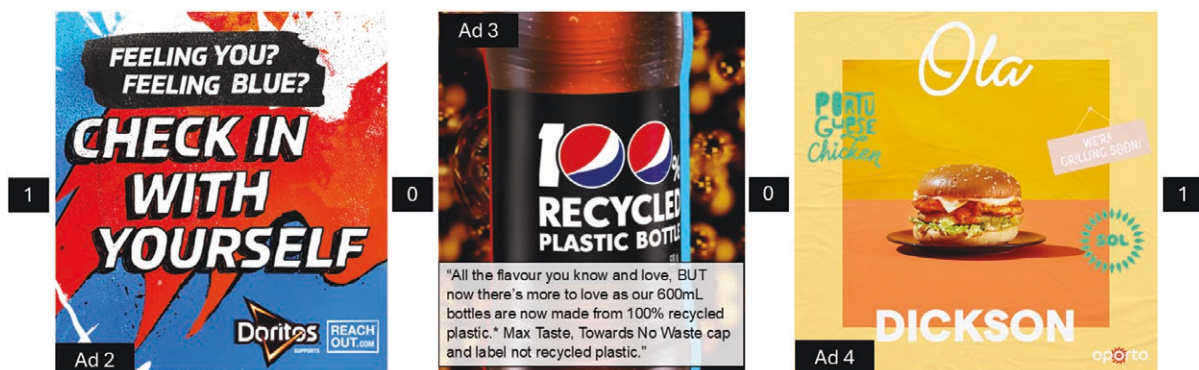 1
FEELING YOU?
FEELING BLUE?
CHECK IN
WITH
YOURSELF
Doritos
SUPPORTS
REACH
OUT.COM
Ad 2
0
Ad 3
100%
RECYCLED
PLASTIC BOTTLE
"All the flavour you know and love, BUT
now there's more to love as our 600mL
bottles are now made from 100% recycled
plastic.* Max Taste, Towards No Waste cap
and label not recycled plastic."
0
Ola
PORTU
GUESE
Chicken
WE'RE
GRILLING SOON!
SOL
DICKSON
Ad 4
oporto
1